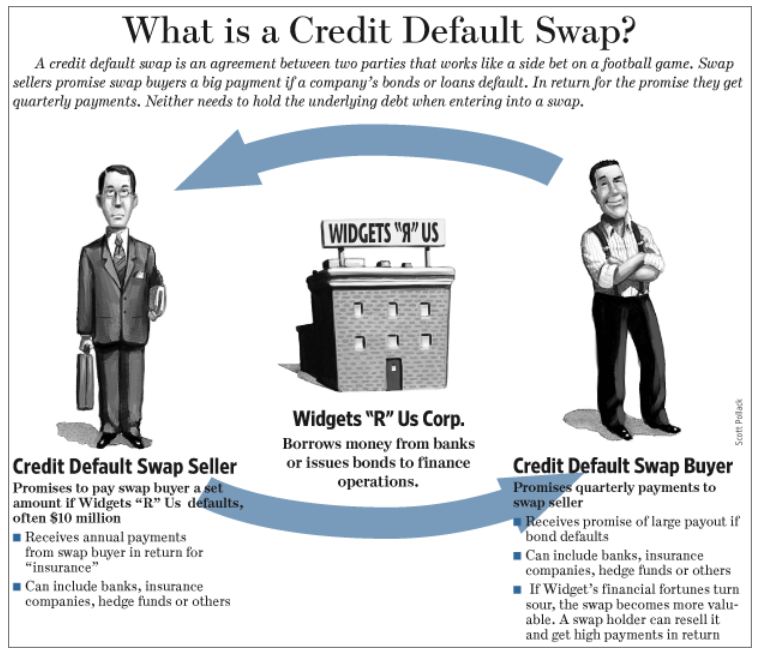 What is a Credit Default Swap?
A credit default swap is an agreement between two parties that works like a side bet on a football game. Swap
sellers promise swap buyers a big payment if a company's bonds or loans default. In return for the promise they get
quarterly payments. Neither needs to hold the underlying debt when entering into a swap.
WIDGETS "Я" US
Scott Pollack
Widgets "R" Us Corp.
Borrows money from banks
or issues bonds to finance
operations.
Credit Default Swap Seller
Promises to pay swap buyer a set
amount if Widgets "R" Us defaults,
often $10 million
■ Receives annual payments
from swap buyer in return for
"insurance"
■ Can include banks, insurance
companies, hedge funds or others
Credit Default Swap Buyer
Promises quarterly payments to
swap seller
■ Receives promise of large payout if
bond defaults
■ Can include banks, insurance
companies, hedge funds or others
■ If Widget's financial fortunes turn
sour, the swap becomes more valu-
able. A swap holder can resell it
and get high payments in return